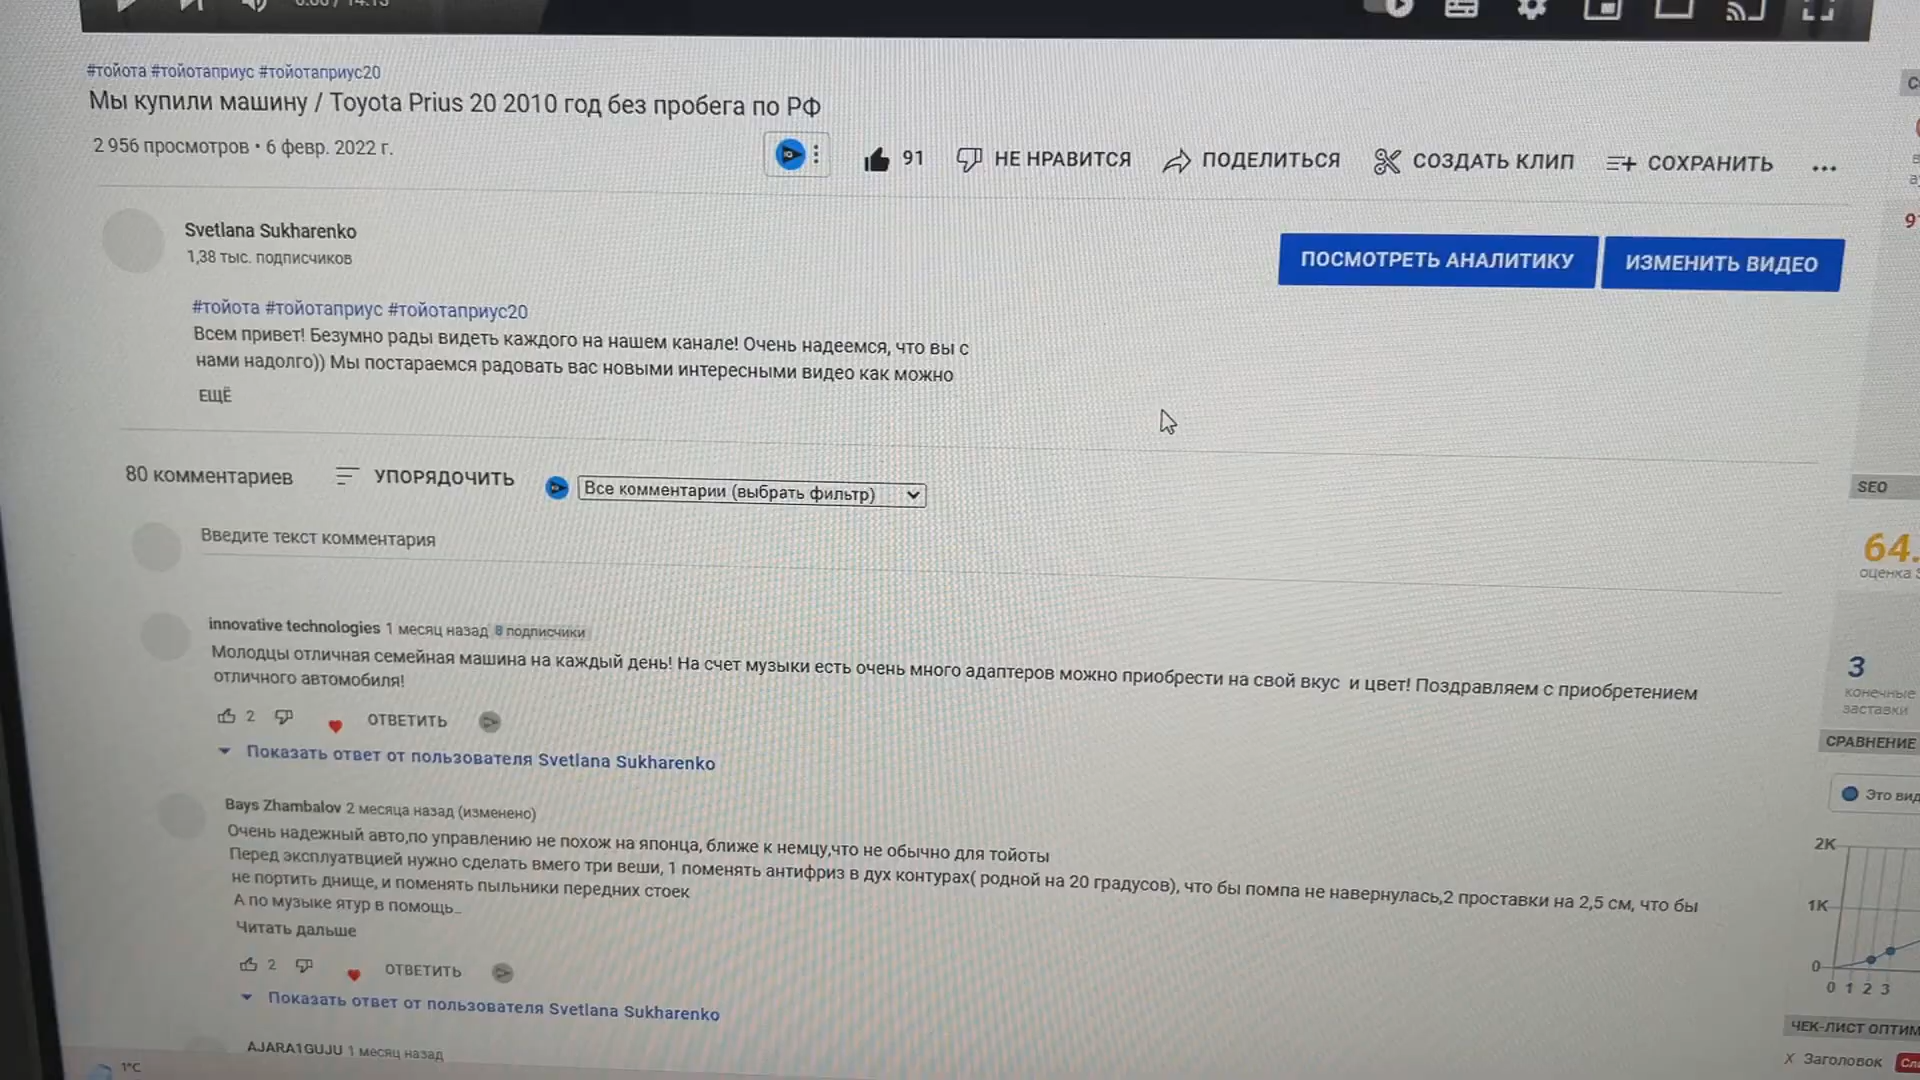 #тойота #тойотаприус #тойотаприус20
Мы купили машину / Toyota Prius 20 2010 год без пробега по РФ
2 956 просмотров • 6 февр. 2022 г.
91 НЕ НРАВИТСЯ ПОДЕЛИТЬСЯ СОЗДАТЬ КЛИП СОХРАНИТЬ ...
Svetlana Sukharenko
1,38 тыс. подписчиков
ПОСМОТРЕТЬ АНАЛИТИКУ ИЗМЕНИТЬ ВИДЕО
#тойота #тойотаприус #тойотаприус20
Всем привет! Безумно рады видеть каждого на нашем канале! Очень надеемся, что вы с
нами надолго)) Мы постараемся радовать вас новыми интересными видео как можно
ЕЩЁ
80 комментариев УПОРЯДОЧИТЬ Все комментарии (выбрать фильтр)
Введите текст комментария
innovative technologies 1 месяц назад 8 подписчики
Молодцы отличная семейная машина на каждый день! На счет музыки есть очень много адаптеров можно приобрести на свой вкус и цвет! Поздравляем с приобретением
отличного автомобиля!
2 ОТВЕТИТЬ
Показать ответ от пользователя Svetlana Sukharenko
Bays Zhambalov 2 месяца назад (изменено)
Очень надежный авто,по управлению не похож на японца, ближе к немцу,что не обычно для тойоты
Перед эксплуатвцией нужно сделать вмего три веши, 1 поменять антифриз в дух контурах( родной на 20 градусов), что бы помпа не навернулась,2 проставки на 2,5 см, что бы
не портить днище, и поменять пыльники передних стоек
А по музыке ятур в помощь...
Читать дальше
2 ОТВЕТИТЬ
Показать ответ от пользователя Svetlana Sukharenko
AJARA1GUJU 1 месяц назад
1°C
SEO
64.
оценка
3
конечные
заставки
СРАВНЕНИЕ
Это
2K
1K
0
0 1 2 3
ЧЕК-ЛИСТ
X Заголовок